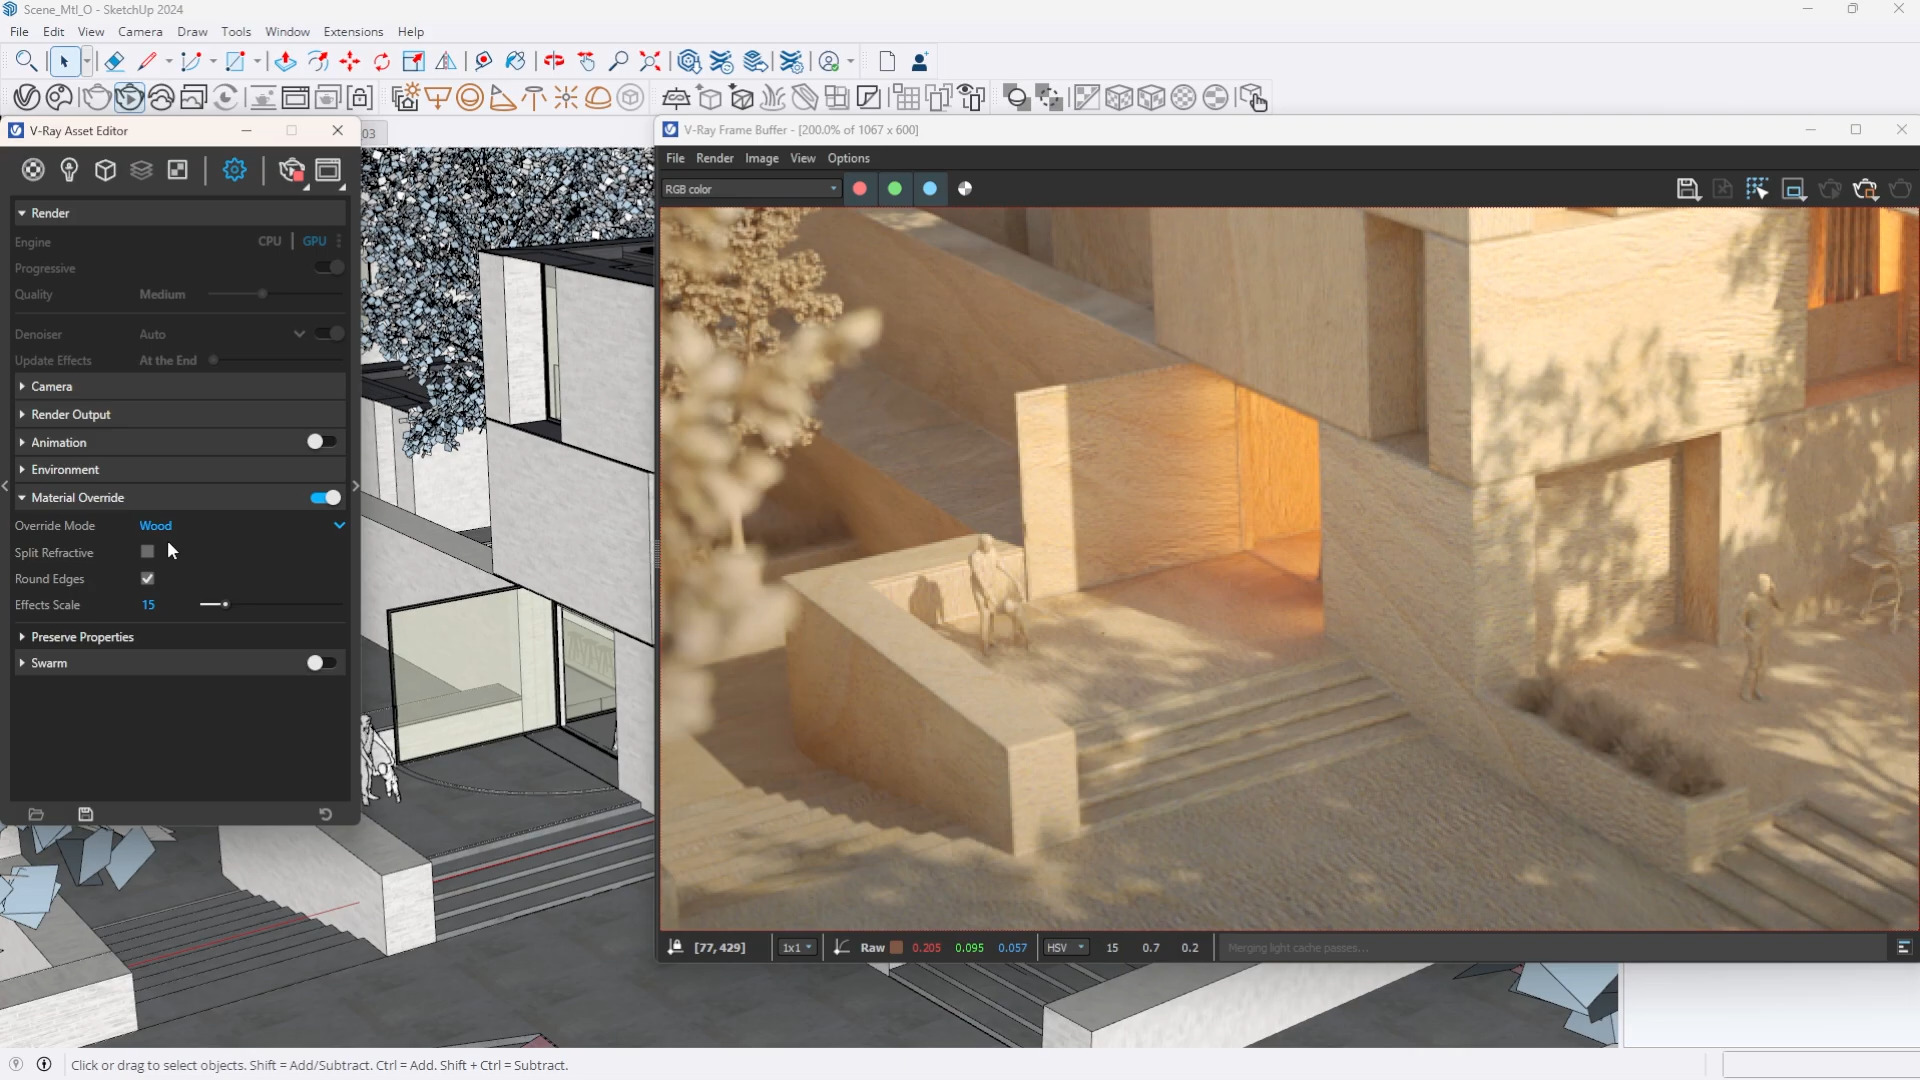 Scene_Mtl_O - SketchUp 2024
File Edit View Camera Draw Tools Window Extensions Help
V-Ray Asset Editor
03
V-Ray Frame Buffer - [200.0% of 1067 x 600]
File Render Image View Options
RGB color
Render
Engine CPU GPU
Progressive
Quality Medium
Denoiser Auto
Update Effects At the End
Camera
Render Output
Animation
Environment
Material Override
Override Mode Wood
Split Refractive
Round Edges
Effects Scale 15
Preserve Properties
Swarm
[77, 429] 1x1 Raw 0.205 0.095 0.057 HSV 15 0.7 0.2 Merging light cache passes...
Click or drag to select objects. Shift = Add/Subtract. Ctrl = Add. Shift + Ctrl = Subtract.